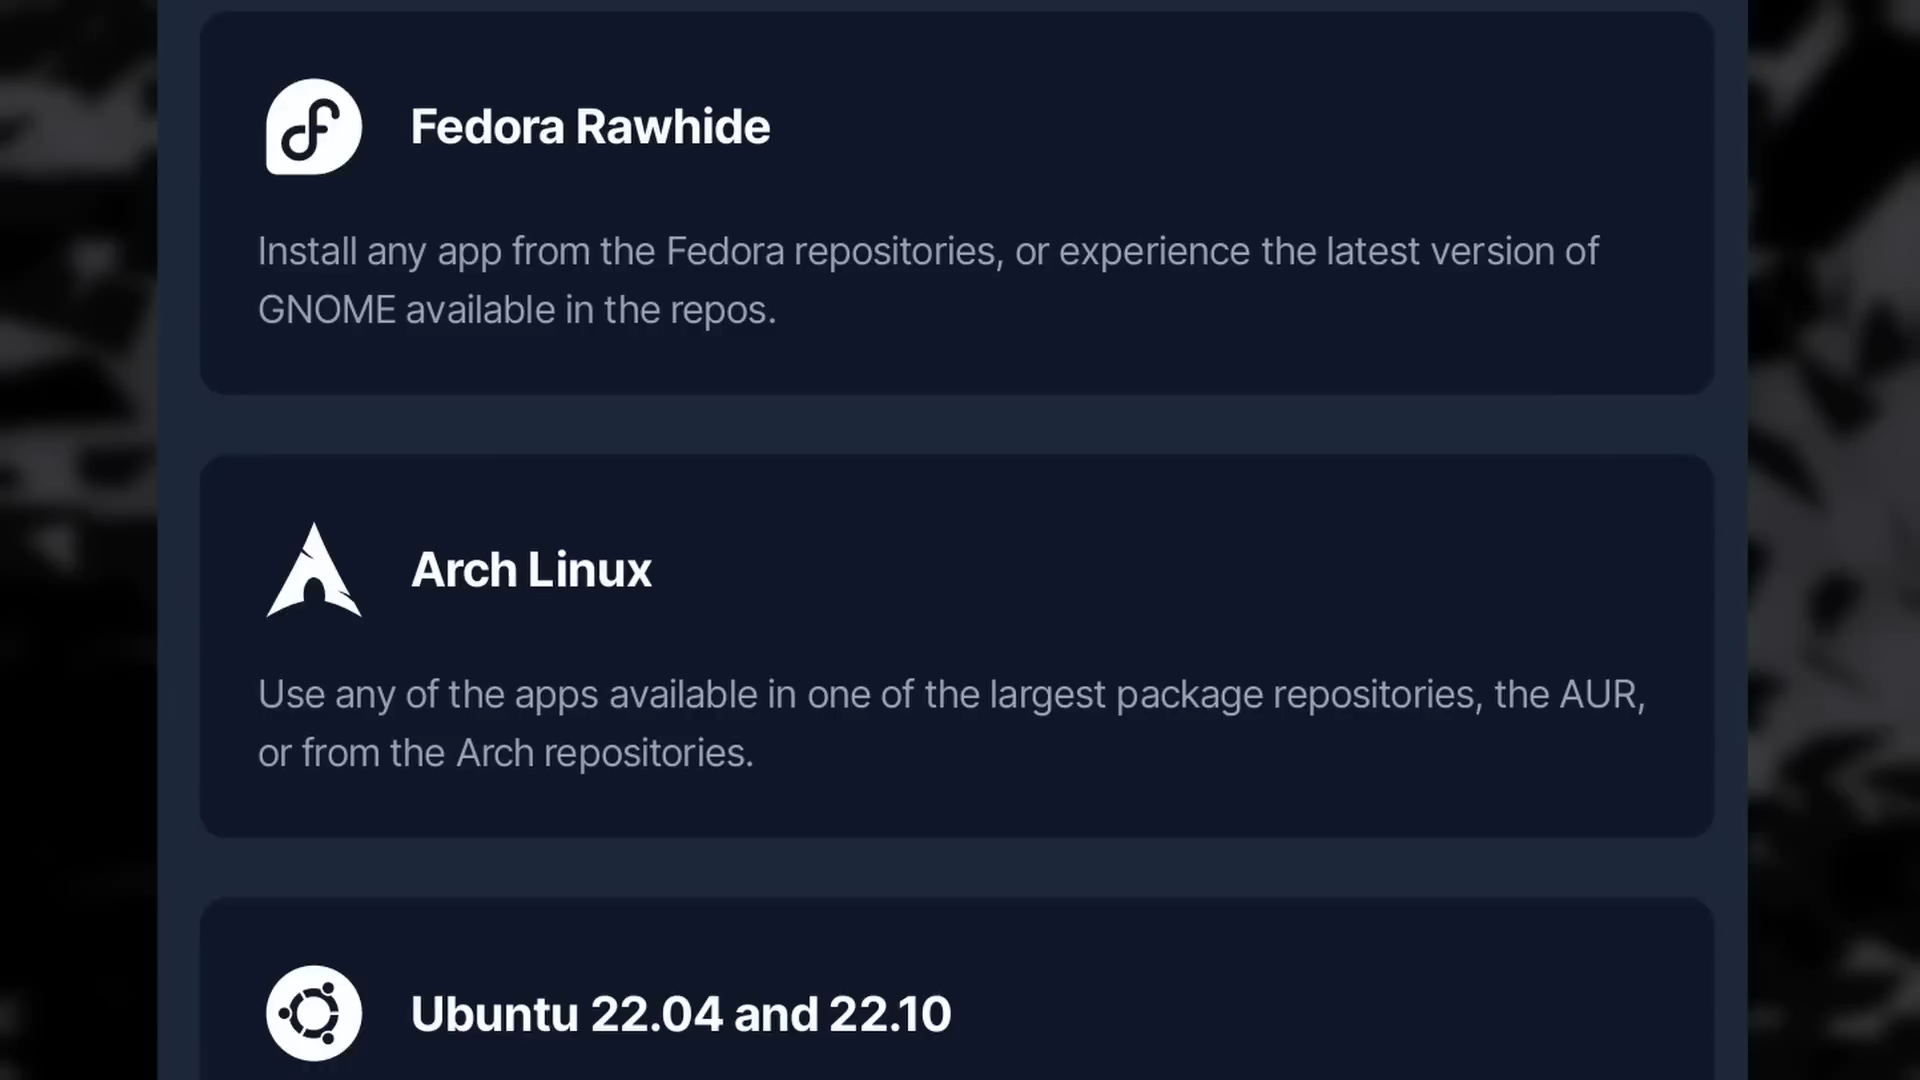 Fedora Rawhide
Install any app from the Fedora repositories, or experience the latest version of
GNOME available in the repos.
Arch Linux
Use any of the apps available in one of the largest package repositories, the AUR,
or from the Arch repositories.
Ubuntu 22.04 and 22.10